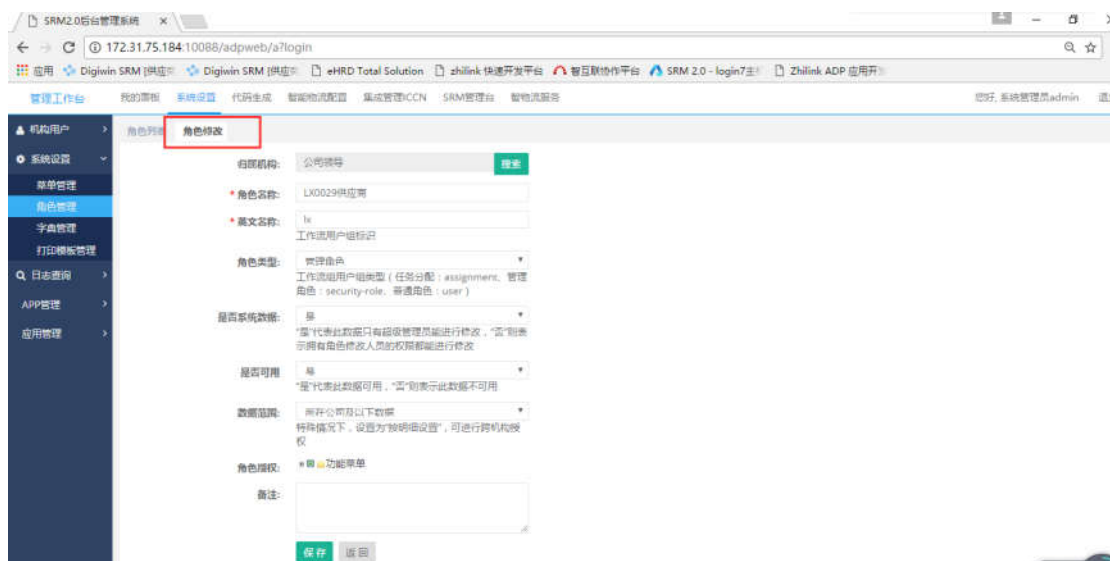 SRM2.0后台管理系统 ×
172.31.75.184:10088/adpweb/a?login
应用 Digiwin SRM [供应 Digiwin SRM [供应 eHRD Total Solution zhilink 快速开发平台 智互联协作平台 SRM 2.0 - login7主 Zhilink ADP 应用开
管理工作台 我的面板 系统设置 代码生成 智能物流配置 集成管理ICCN SRM管理台 智物流服务 您好, 系统管理员admin
机构用户 角色列表 角色修改
系统设置
菜单管理
角色管理
字典管理
打印模板管理
日志查询
APP管理
应用管理
归属机构: 公司领导 搜索
* 角色名称: LX0029供应商
* 英文名称: lx
工作流用户组标识
角色类型: 管理角色
工作流组用户组类型 ( 任务分配 : assignment、管理
角色 : security-role、普通角色 : user )
是否系统数据: 是
“是”代表此数据只有超级管理员能进行修改，“否”则表
示拥有角色修改人员的权限都能进行修改
是否可用 是
“是”代表此数据可用，“否”则表示此数据不可用
数据范围: 所在公司及以下数据
特殊情况下，设置为“按明细设置”，可进行跨机构授
权
角色授权: 功能菜单
备注:
保存 返回